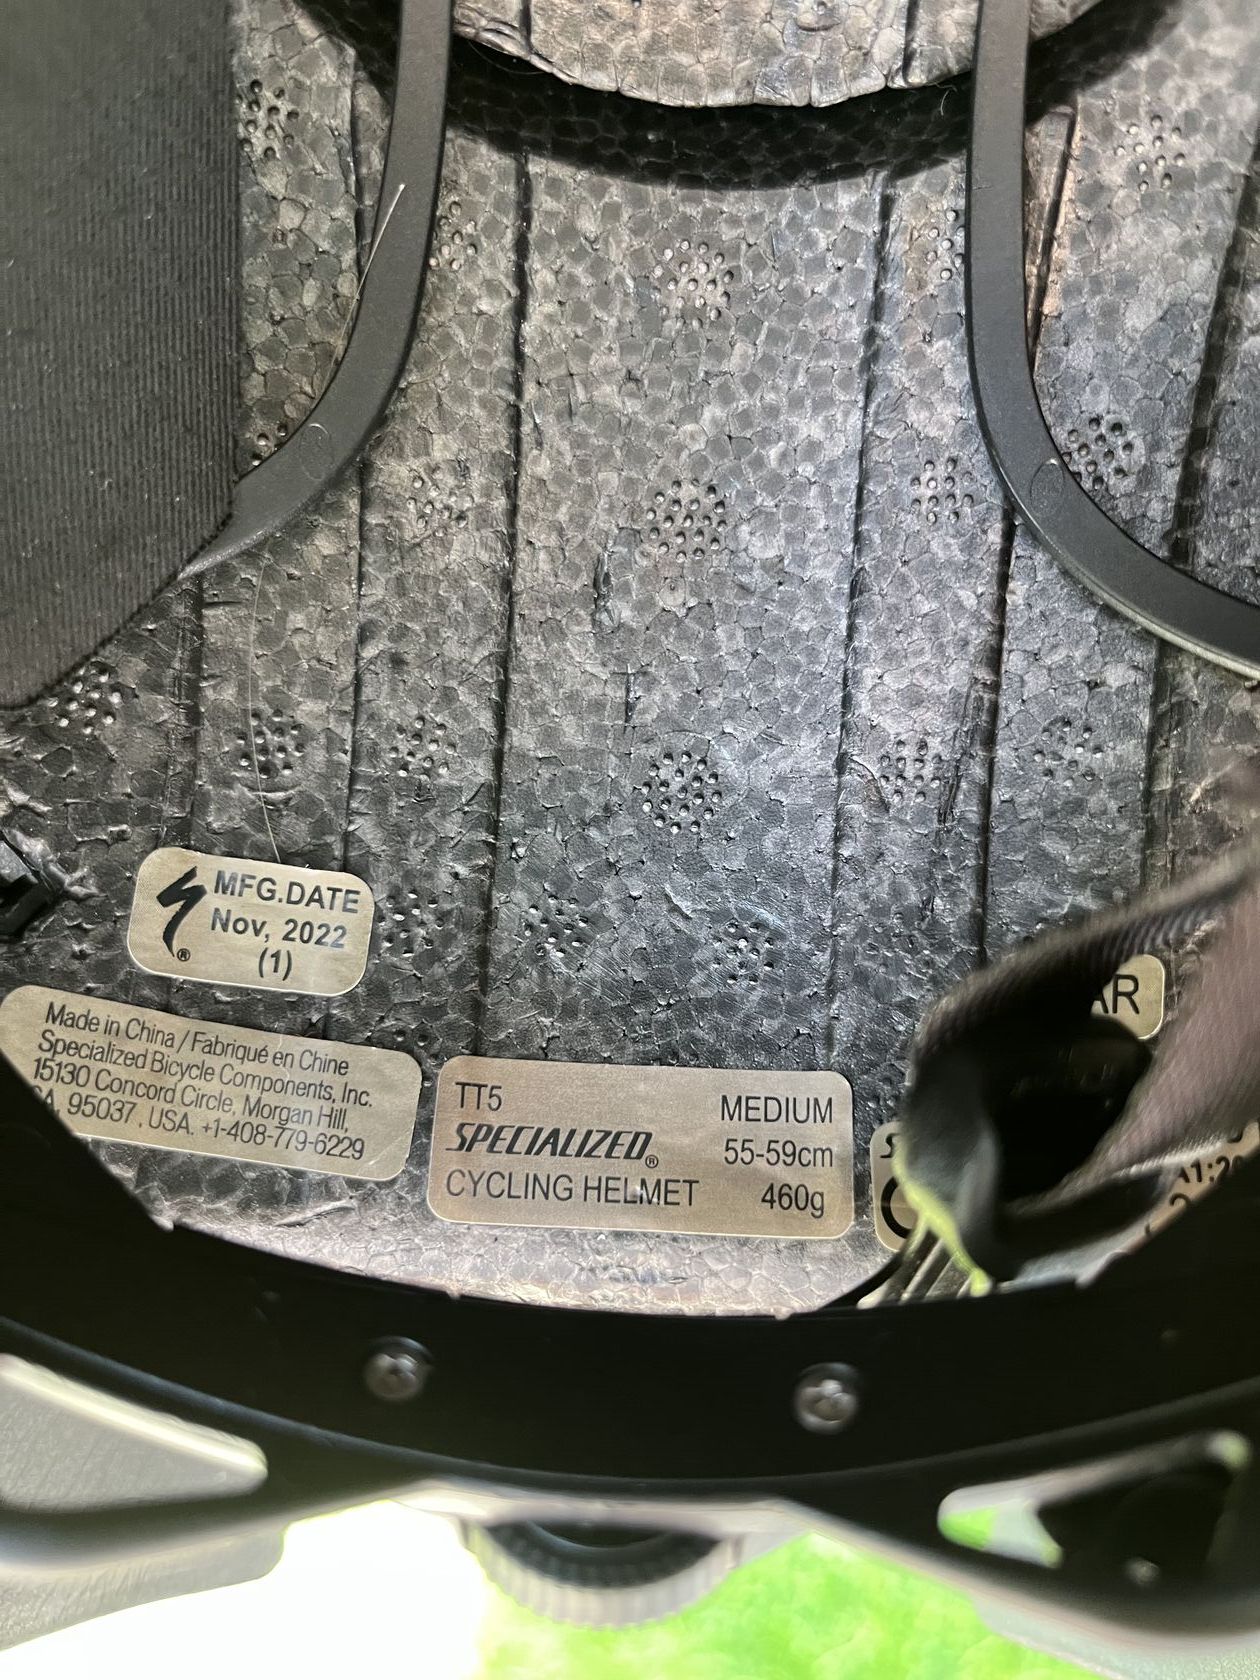 MFG.DATE
Nov, 2022
(1)
Made in China / Fabriqué en Chine
Specialized Bicycle Components, Inc.
15130 Concord Circle, Morgan Hill,
95037, USA. +1-408-779-6229
TT5
SPECIALIZED®
CYCLING HELMET
MEDIUM
55-59cm
460g